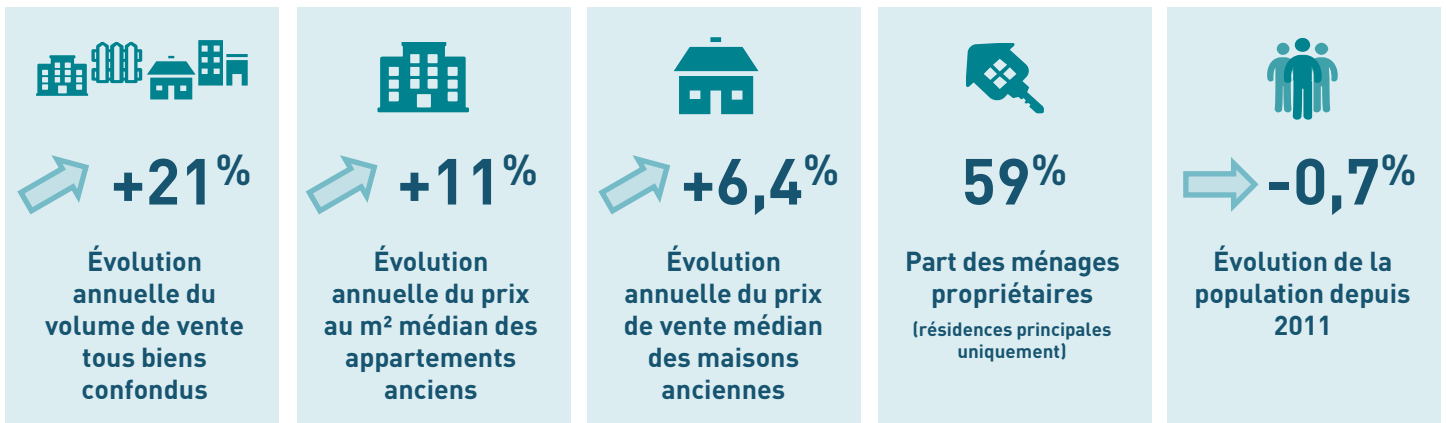 +21%
Évolution
annuelle du
volume de vente
tous biens
confondus
+11%
Évolution
annuelle du prix
au m² médian des
appartements
anciens
+6,4%
Évolution
annuelle du prix
de vente médian
des maisons
anciennes
59%
Part des ménages
propriétaires
(résidences principales
uniquement)
-0,7%
Évolution de la
population depuis
2011